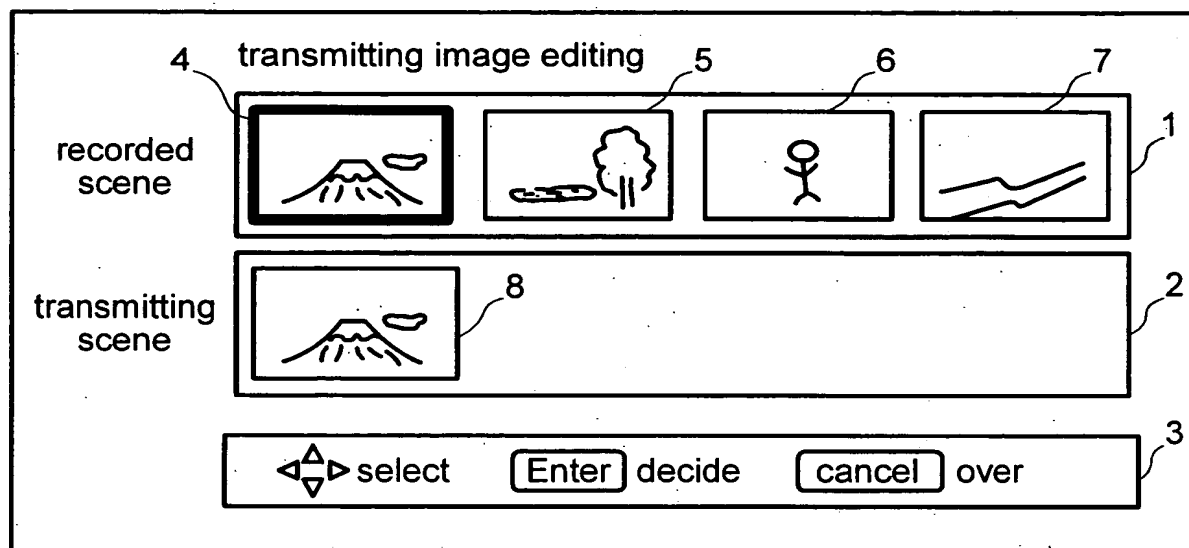 transmitting image editing
4
5
6
7
recorded
scene
1
transmitting
scene
8
2
select Enter decide cancel over
3